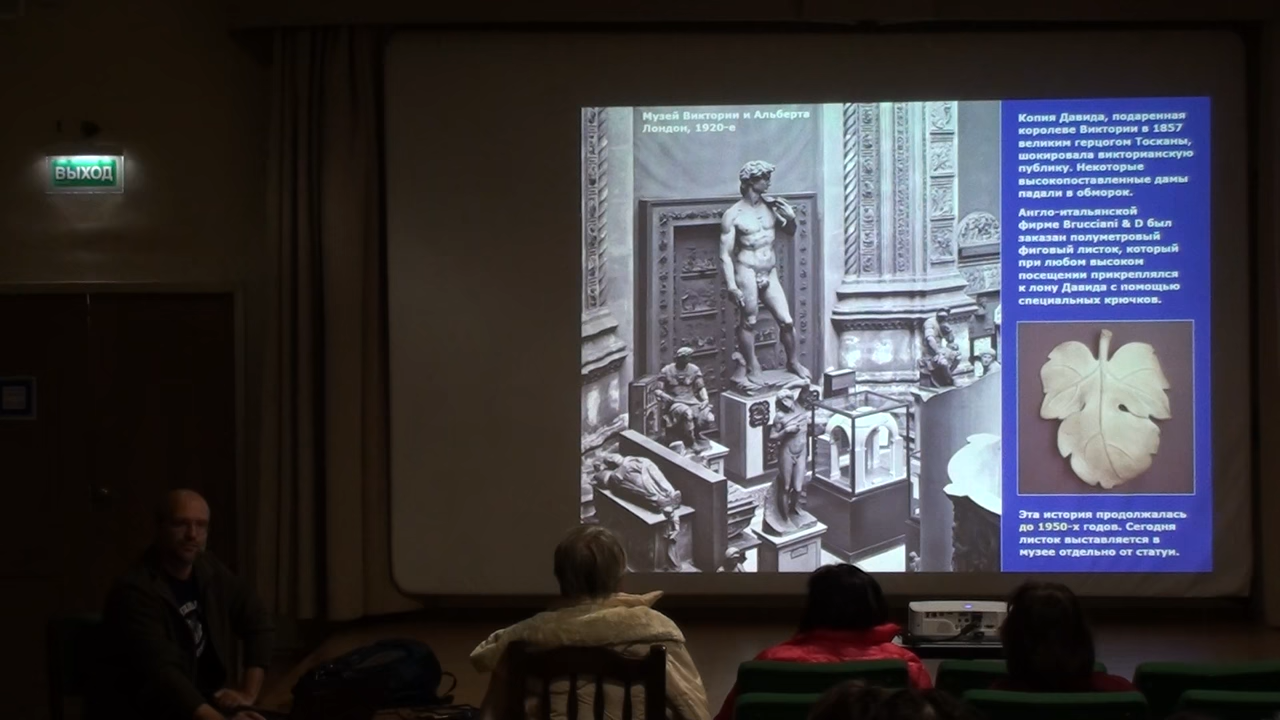 ВЫХОД
Музей Виктории и Альберта
Лондон, 1920-е
Копия Давида, подаренная
королеве Виктории в 1857
великим герцогом Тосканы,
шокировала викторианскую
публику. Некоторые
высокопоставленные дамы
падали в обморок.
Англо-итальянской
фирме Brucciani & D был
заказан полуметровый
фиговый листок, который
при любом высоком
посещении прикреплялся
к лону Давида с помощью
специальных крючков.
Эта история продолжалась
до 1950-х годов. Сегодня
листок выставляется в
музее отдельно от статуи.